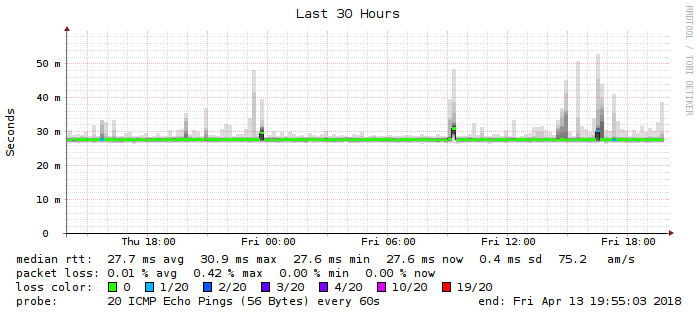 Last 30 Hours
RRDTOOL / TOBI OETIKER
Seconds
50 m
40 m
30 m
20 m
10 m
0
Thu 18:00 Fri 00:00 Fri 06:00 Fri 12:00 Fri 18:00
median rtt: 27.7 ms avg 30.9 ms max 27.6 ms min 27.6 ms now 0.4 ms sd 75.2 am/s
packet loss: 0.01 % avg 0.42 % max 0.00 % min 0.00 % now
loss color: 0 1/20 2/20 3/20 4/20 10/20 19/20
probe: 20 ICMP Echo Pings (56 Bytes) every 60s end: Fri Apr 13 19:55:03 2018